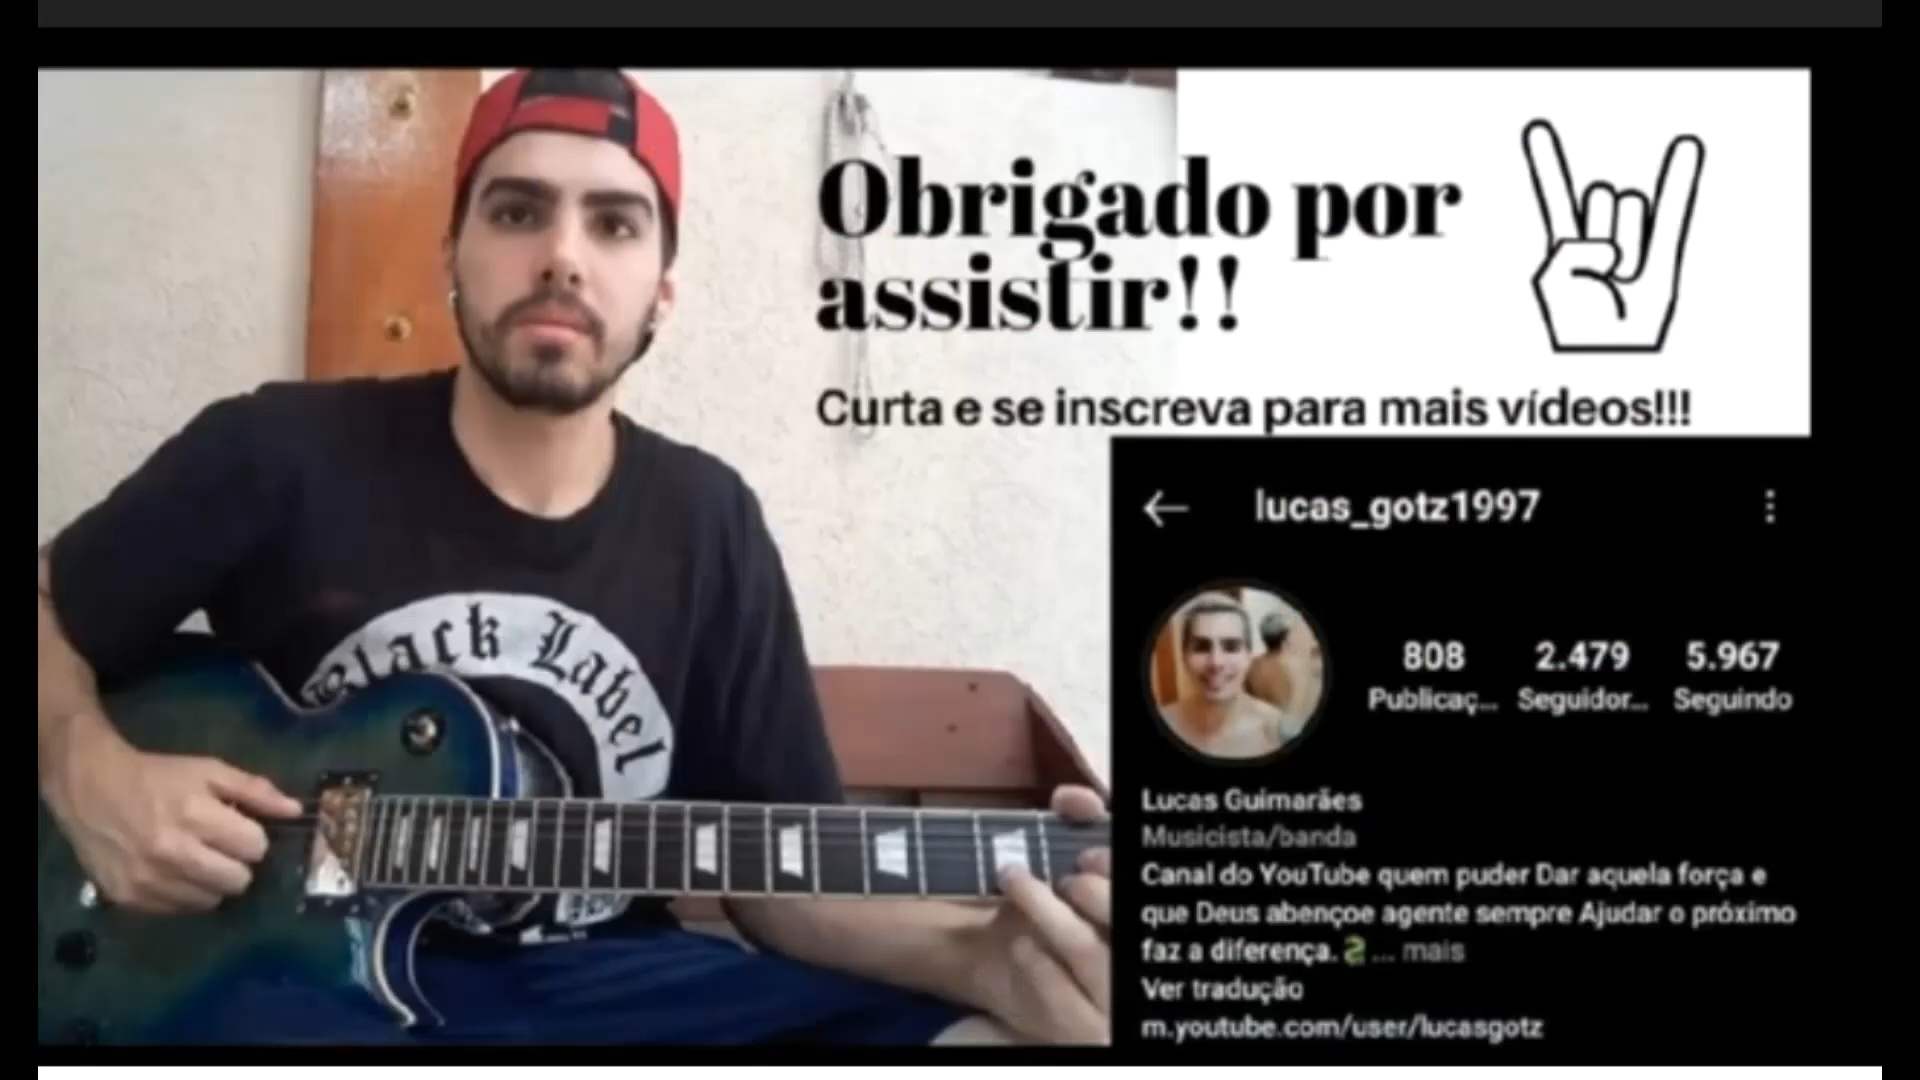 Obrigado por
assistir!!
Curta e se inscreva para mais vídeos!!!
lucas_gotz1997
808
2.479
5.967
Publicaç...
Seguidor...
Seguindo
Black Label
Lucas Guimarães
Musicista/banda
Canal do YouTube quem puder Dar aquela força e
que Deus abençoe agente sempre Ajudar o próximo
faz a diferença. ... mais
Ver tradução
m.youtube.com/user/lucasgotz